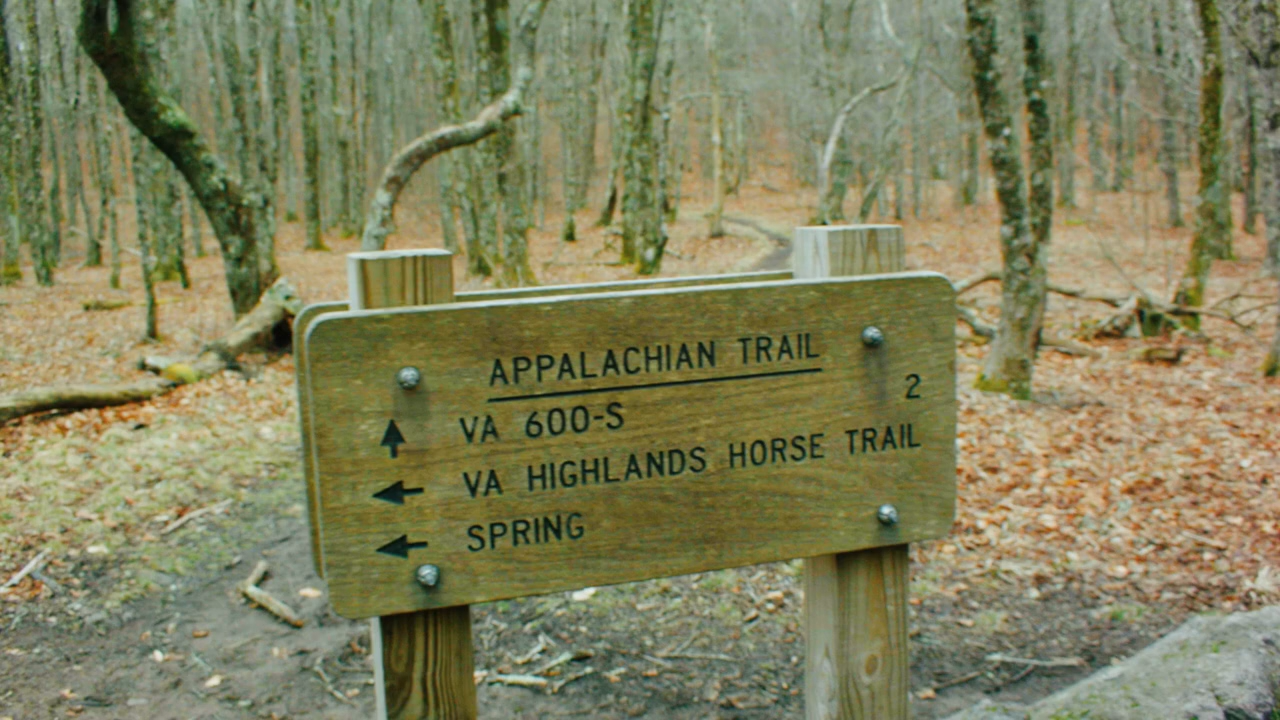 APPALACHIAN TRAIL
VA 600-S 2
VA HIGHLANDS HORSE TRAIL
SPRING